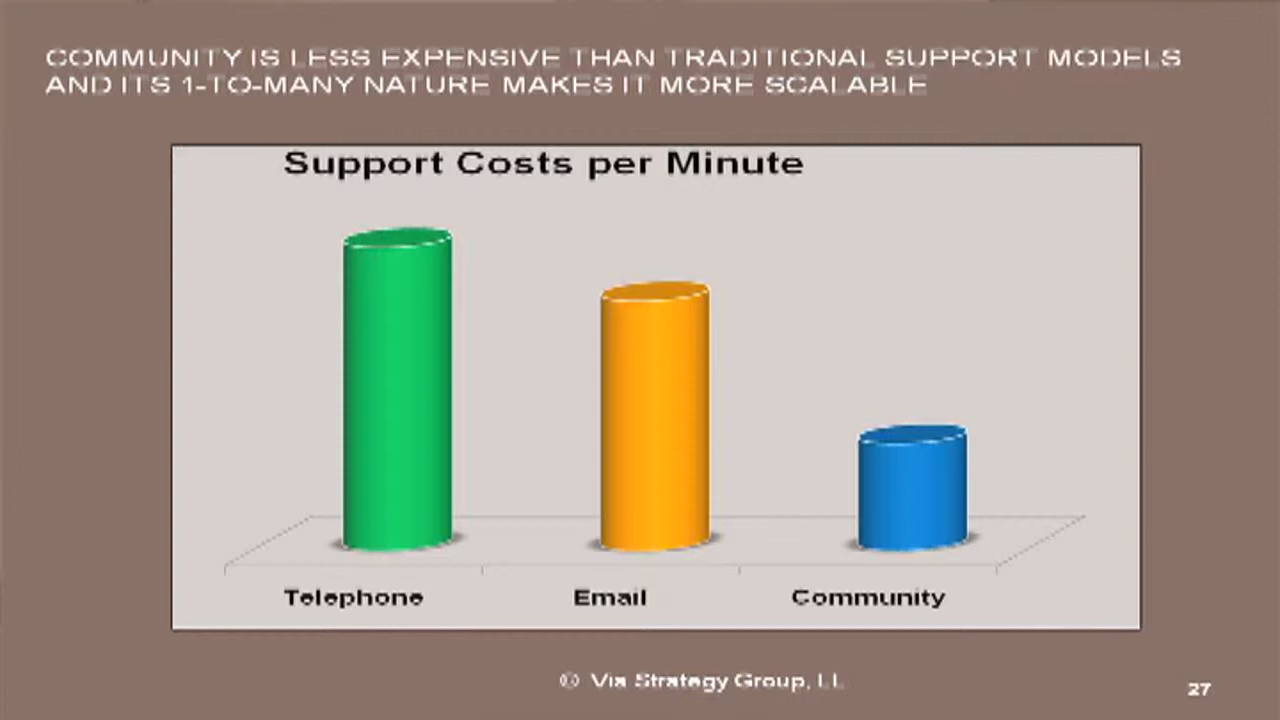 COMMUNITY IS LESS EXPENSIVE THAN TRADITIONAL SUPPORT MODELS
AND ITS 1-TO-MANY NATURE MAKES IT MORE SCALABLE
Support Costs per Minute
Telephone Email Community
© Via Strategy Group, LL
27